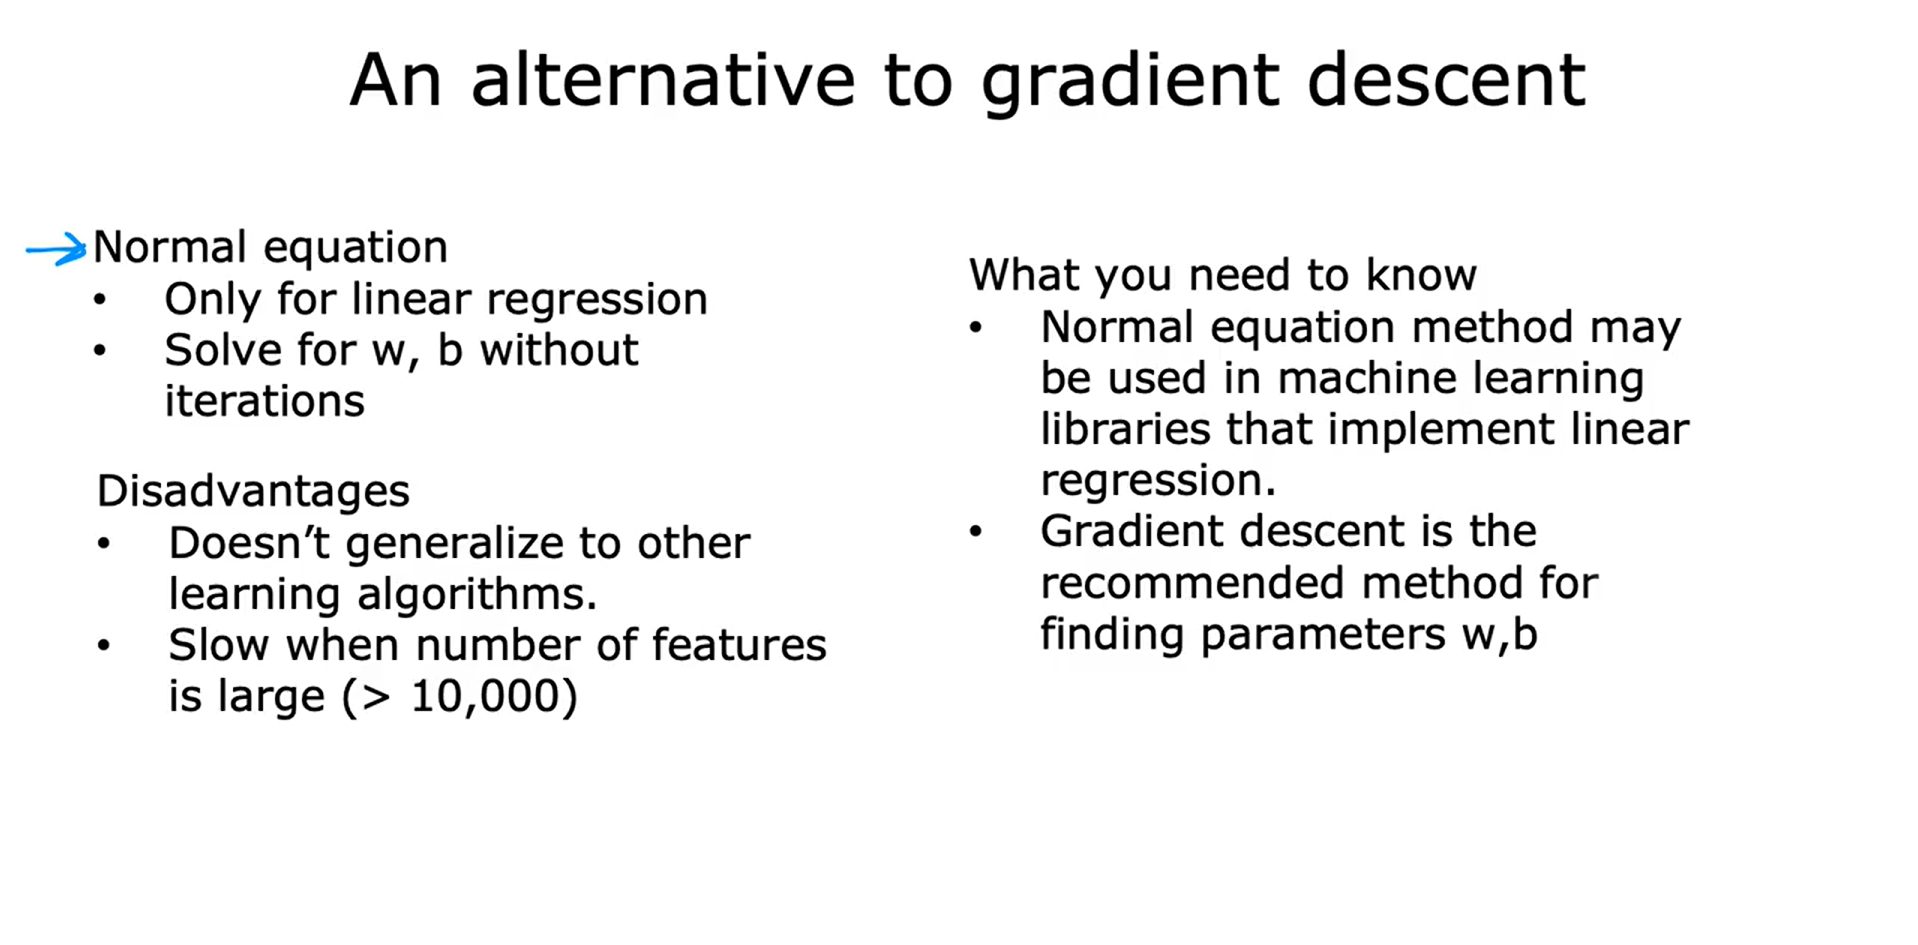 An alternative to gradient descent
Normal equation
• Only for linear regression
• Solve for w, b without
iterations
Disadvantages
• Doesn’t generalize to other
learning algorithms.
• Slow when number of features
is large (> 10,000)
What you need to know
• Normal equation method may
be used in machine learning
libraries that implement linear
regression.
• Gradient descent is the
recommended method for
finding parameters w,b